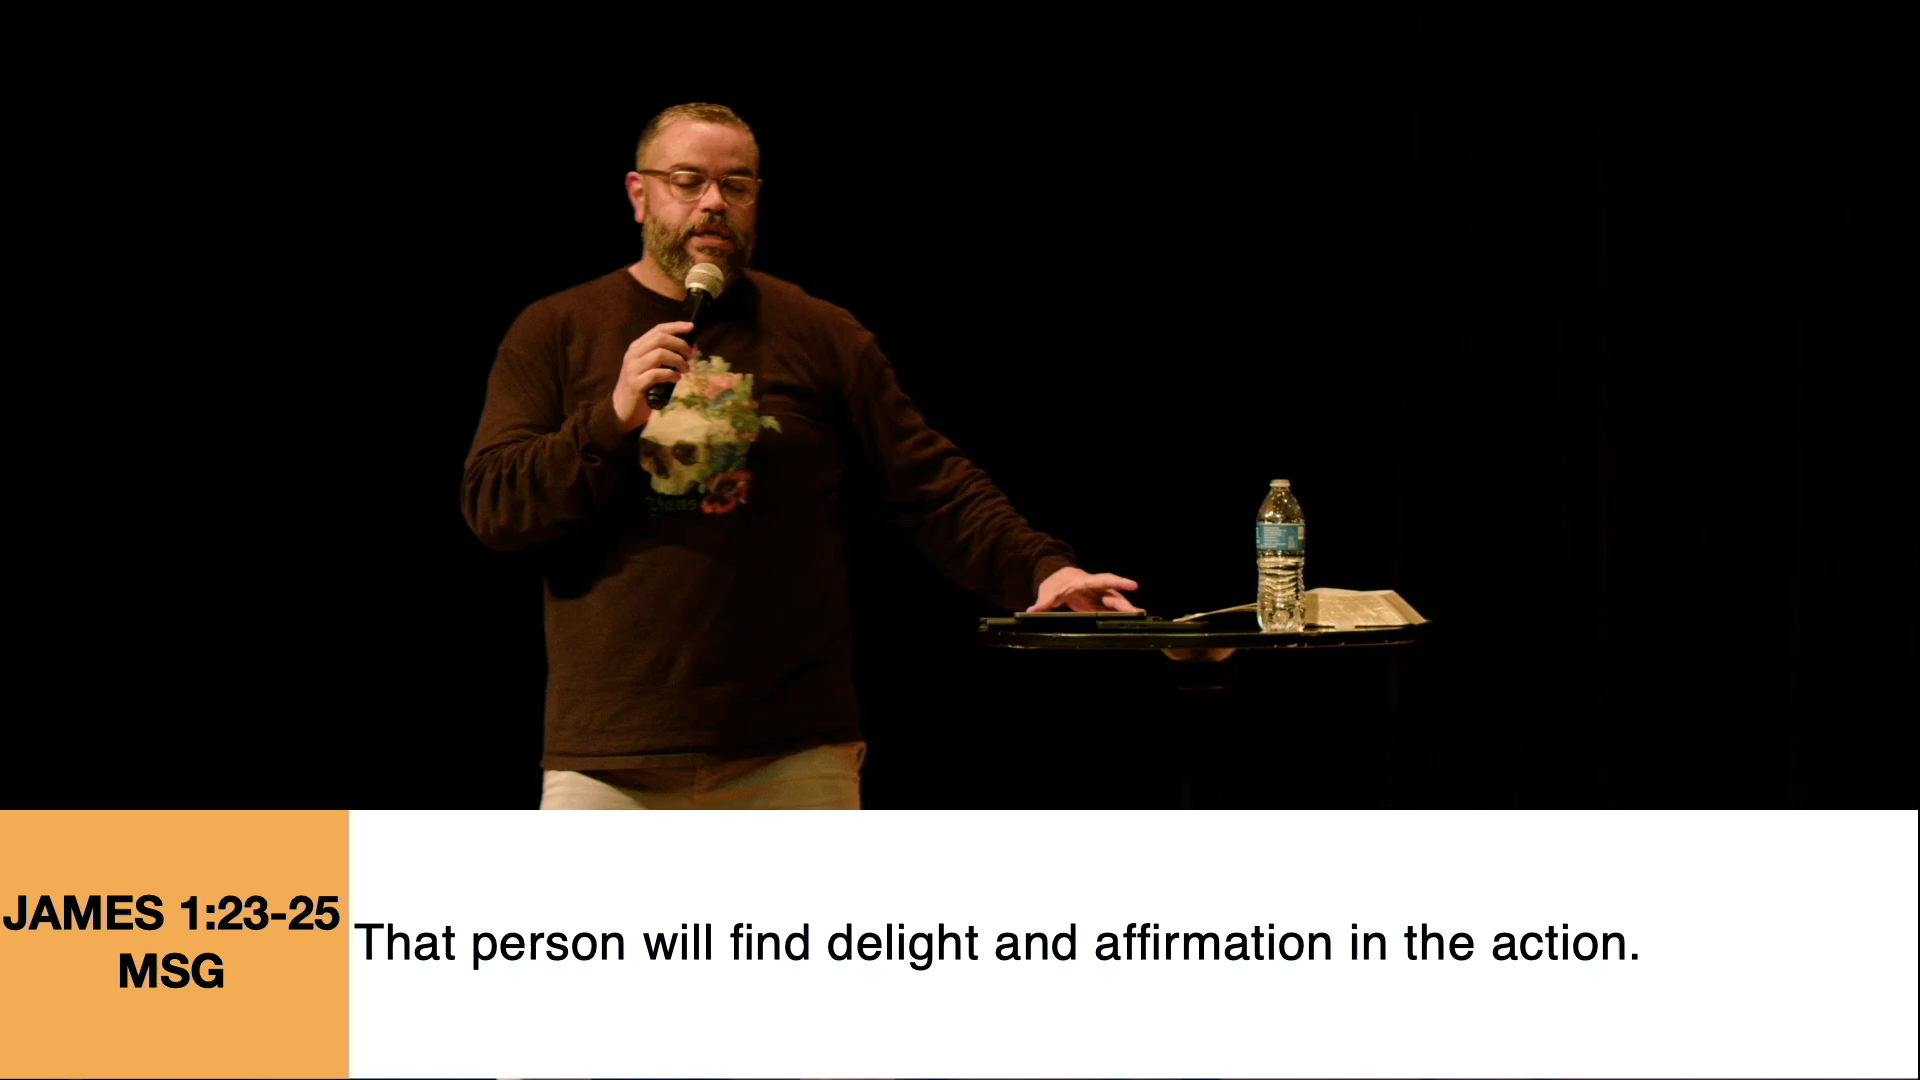 JAMES 1:23-25
MSG
That person will find delight and affirmation in the action.